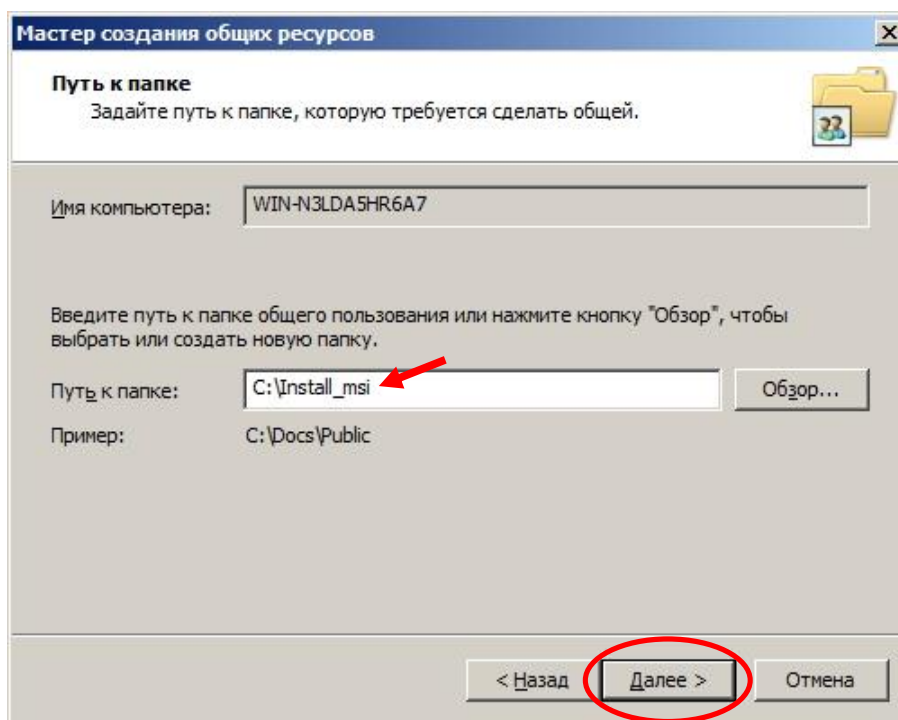 Мастер создания общих ресурсов
Путь к папке
Задайте путь к папке, которую требуется сделать общей.
Имя компьютера: WIN-N3LDA5HR6A7
Введите путь к папке общего пользования или нажмите кнопку "Обзор", чтобы
выбрать или создать новую папку.
Путь к папке: C:\Install_msi Обзор...
Пример: C:\Docs\Public
< Назад Далее > Отмена